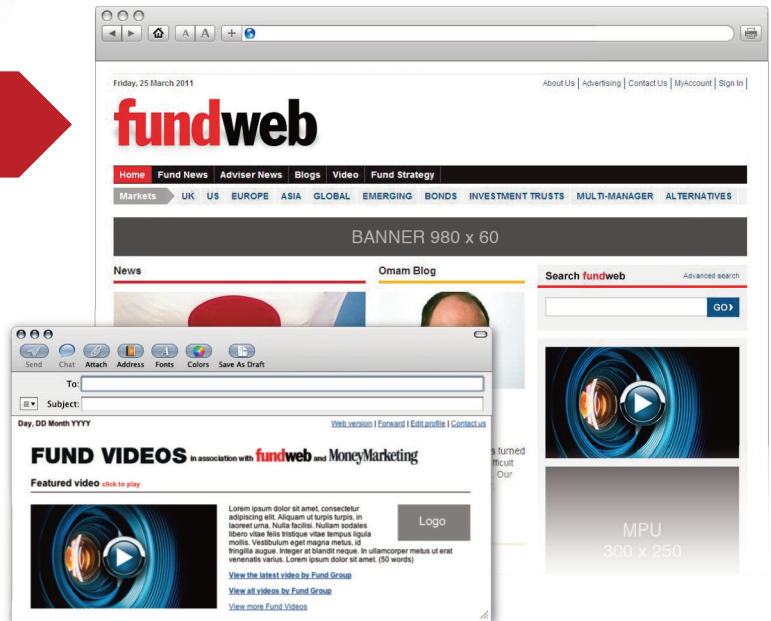 Friday, 25 March 2011
About Us | Advertising | Contact Us | MyAccount | Sign In |
fundweb
Home Fund News Adviser News Blogs Video Fund Strategy
Markets UK US EUROPE ASIA GLOBAL EMERGING BONDS INVESTMENT TRUSTS MULTI-MANAGER ALTERNATIVES
BANNER 980 x 60
News
Omam Blog
Search fundweb
Advanced search
GO
s turned
fficult
Our
MPU
300 x 250
Send Chat Attach Address Fonts Colors Save As Draft
To:
Subject:
Day, DD Month YYYY
Web version | Forward | Edit profile | Contact us
FUND VIDEOS in association with fundweb and MoneyMarketing
Featured video click to play
Lorem ipsum dolor sit amet, consectetur
adipiscing elit. Aliquam ut turpis turpis, in
laoreet urna. Nulla facilisi. Nullam sodales
libero vitae felis tristique vitae tempus ligula
mollis. Vestibulum eget magna metus, id
fringilla augue. Integer at blandit neque. In ullamcorper metus ut erat
venenatis varius. Lorem ipsum dolor sit amet. (50 words)
Logo
View the latest video by Fund Group
View all videos by Fund Group
View more Fund Videos